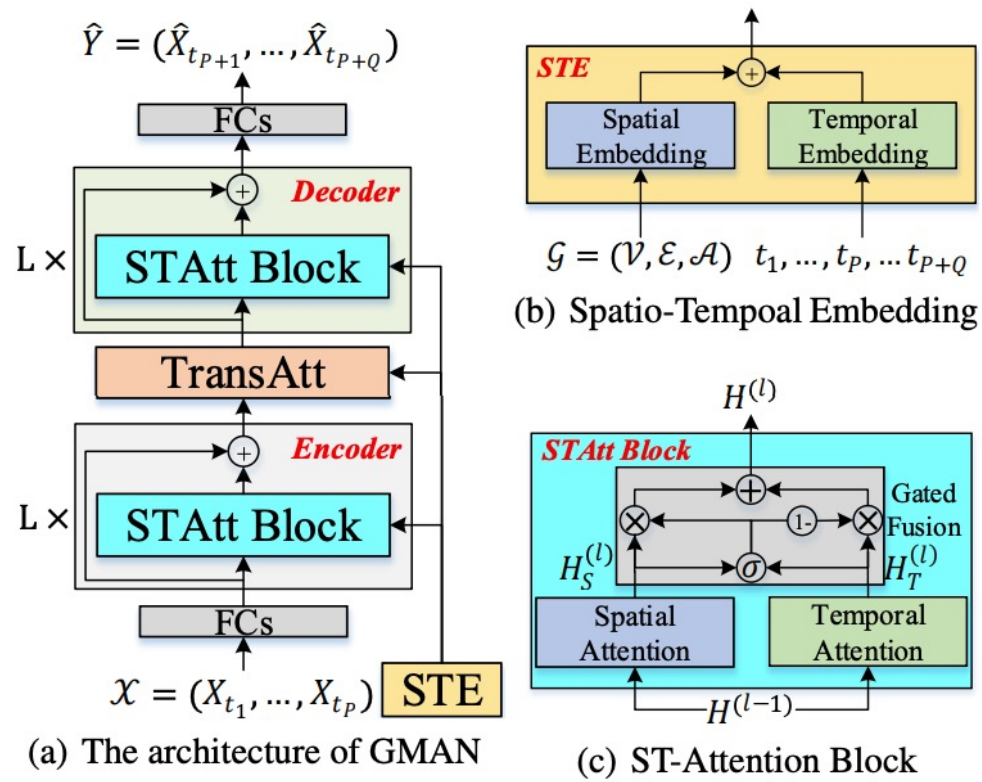 Ŷ = (X̂_{t_{P+1}}, ..., X̂_{t_{P+Q}})
FCs
Decoder
L ×
STAtt Block
TransAtt
Encoder
L ×
STAtt Block
FCs
𝒳 = (X_{t_1}, ..., X_{t_P})
STE
(a) The architecture of GMAN
STE
Spatial
Embedding
Temporal
Embedding
𝒢 = (𝒱, ℰ, 𝒜)
t_1, ..., t_P, ... t_{P+Q}
(b) Spatio-Tempoal Embedding
H^{(l)}
STAtt Block
Gated
Fusion
1-
σ
H_S^{(l)}
H_T^{(l)}
Spatial
Attention
Temporal
Attention
H^{(l-1)}
(c) ST-Attention Block